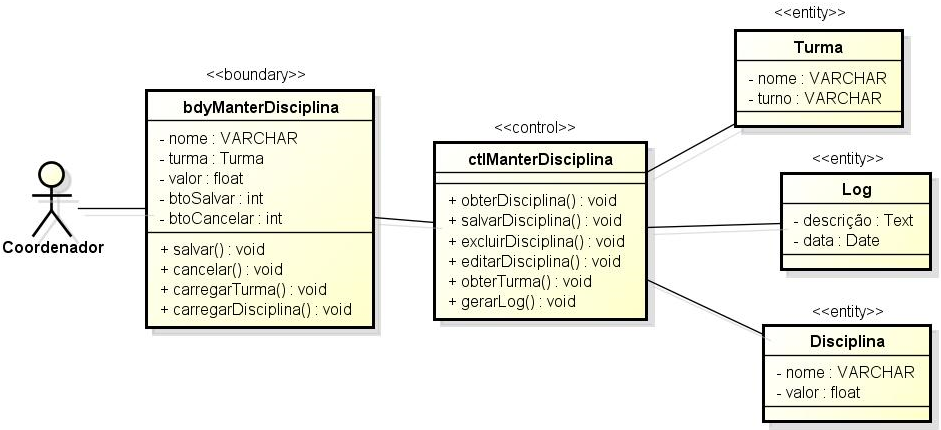 <<boundary>>
bdyManterDisciplina
- nome : VARCHAR
- turma : Turma
- valor : float
- btoSalvar : int
- btoCancelar : int
+ salvar() : void
+ cancelar() : void
+ carregarTurma() : void
+ carregarDisciplina() : void
Coordenador
<<control>>
ctlManterDisciplina
+ obterDisciplina() : void
+ salvarDisciplina() : void
+ excluirDisciplina() : void
+ editarDisciplina() : void
+ obterTurma() : void
+ gerarLog() : void
<<entity>>
Turma
- nome : VARCHAR
- turno : VARCHAR
<<entity>>
Log
- descrição : Text
- data : Date
<<entity>>
Disciplina
- nome : VARCHAR
- valor : float